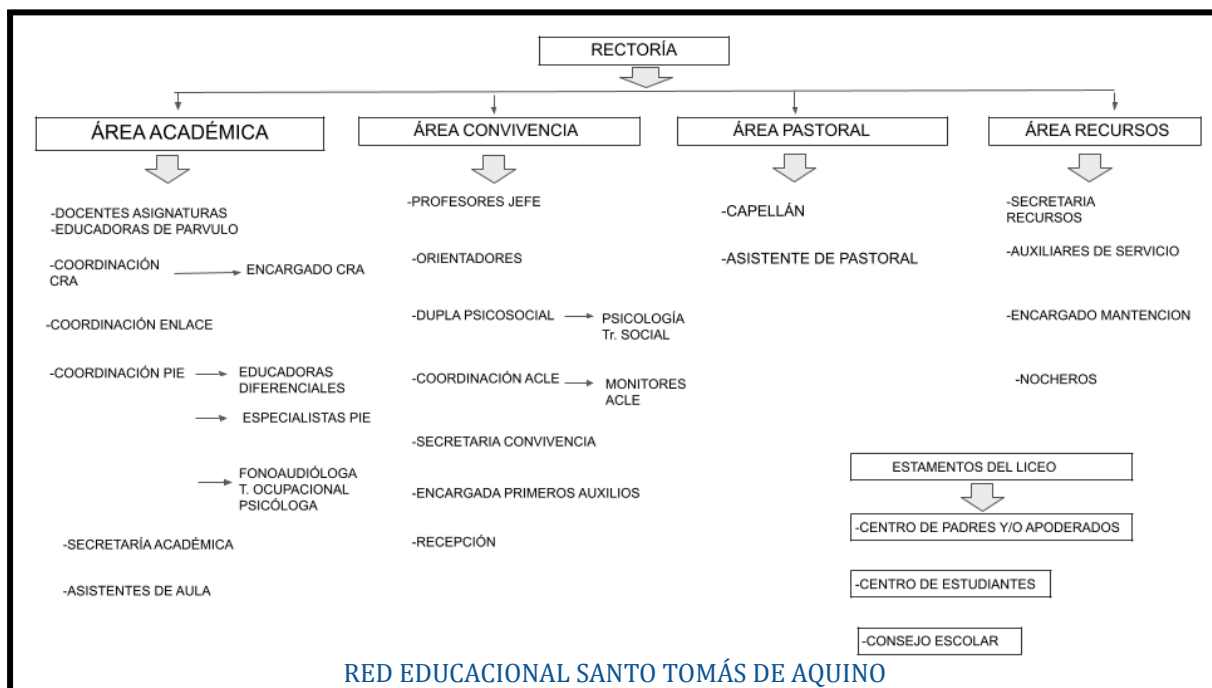 RECTORÍA
ÁREA ACADÉMICA
-DOCENTES ASIGNATURAS
-EDUCADORAS DE PARVULO
-COORDINACIÓN
CRA
ENCARGADO CRA
-COORDINACIÓN ENLACE
-COORDINACIÓN PIE
EDUCADORAS
DIFERENCIALES
ESPECIALISTAS PIE
FONOAUDIÓLOGA
T. OCUPACIONAL
PSICÓLOGA
-SECRETARÍA ACADÉMICA
-ASISTENTES DE AULA
ÁREA CONVIVENCIA
-PROFESORES JEFE
-ORIENTADORES
-DUPLA PSICOSOCIAL
PSICOLOGÍA
Tr. SOCIAL
-COORDINACIÓN ACLE
MONITORES
ACLE
-SECRETARIA CONVIVENCIA
-ENCARGADA PRIMEROS AUXILIOS
-RECEPCIÓN
ÁREA PASTORAL
-CAPELLÁN
-ASISTENTE DE PASTORAL
ÁREA RECURSOS
-SECRETARIA
RECURSOS
-AUXILIARES DE SERVICIO
-ENCARGADO MANTENCION
-NOCHEROS
ESTAMENTOS DEL LICEO
-CENTRO DE PADRES Y/O APODERADOS
-CENTRO DE ESTUDIANTES
-CONSEJO ESCOLAR
RED EDUCACIONAL SANTO TOMÁS DE AQUINO